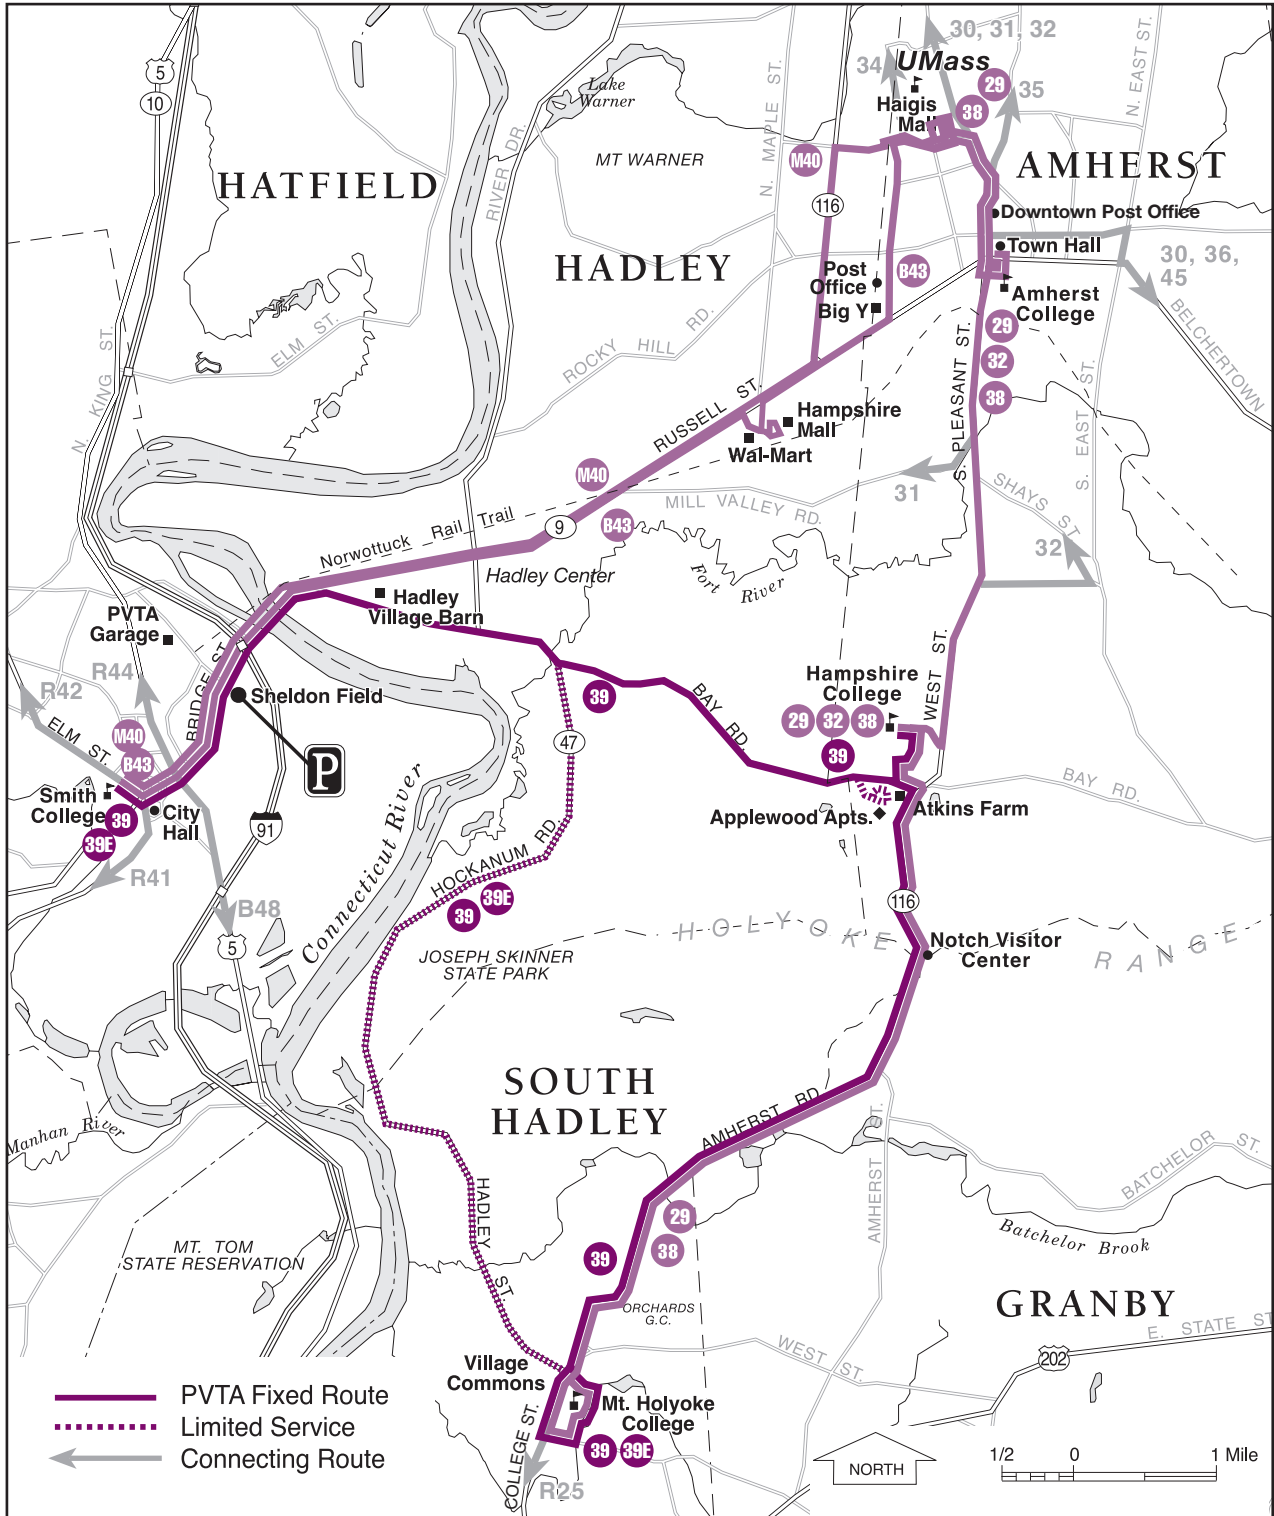 30, 31, 32
UMass
34
29
35
Haigis
Mall
38
5
10
Lake
Warner
N. MAPLE ST.
N. EAST ST.
RIVER DR.
MT WARNER
M40
AMHERST
HATFIELD
116
Downtown Post Office
Town Hall
HADLEY
30, 36,
45
Post
Office
B43
Big Y
Amherst
College
BELCHERTOWN
29
ELM ST.
RD.
HILL
ROCKY
S. PLEASANT ST.
32
N. KING ST.
38
RUSSELL ST.
S. EAST ST.
Hampshire
Mall
Wal-Mart
M40
31
MILL VALLEY RD.
SHAYS ST.
Norwottuck Rail Trail
9
B43
32
Hadley Center
Fort River
Hadley
Village Barn
PVTA
Garage
BRIDGE ST.
WEST ST.
R44
R42
Sheldon Field
Hampshire
College
39
BAY RD.
29 32 38
ELM ST.
M40
47
39
B43
P
BAY RD.
Smith
College
39
City
Hall
Applewood Apts.
Atkins Farm
39E
91
HOCKANUM RD.
R41
39E
39
116
B48
Connecticut River
5
HOLYOKE RANGE
Notch Visitor
Center
JOSEPH SKINNER
STATE PARK
SOUTH
HADLEY
AMHERST RD.
AMHERST ST.
Manhan River
BATCHELOR ST.
HADLEY ST.
29
38
39
Batchelor Brook
MT. TOM
STATE RESERVATION
GRANBY
ORCHARDS
G.C.
E. STATE ST
WEST ST.
202
Village
Commons
Mt. Holyoke
College
COLLEGE ST.
39 39E
R25
PVTA Fixed Route
Limited Service
Connecting Route
NORTH
1/2 0 1 Mile